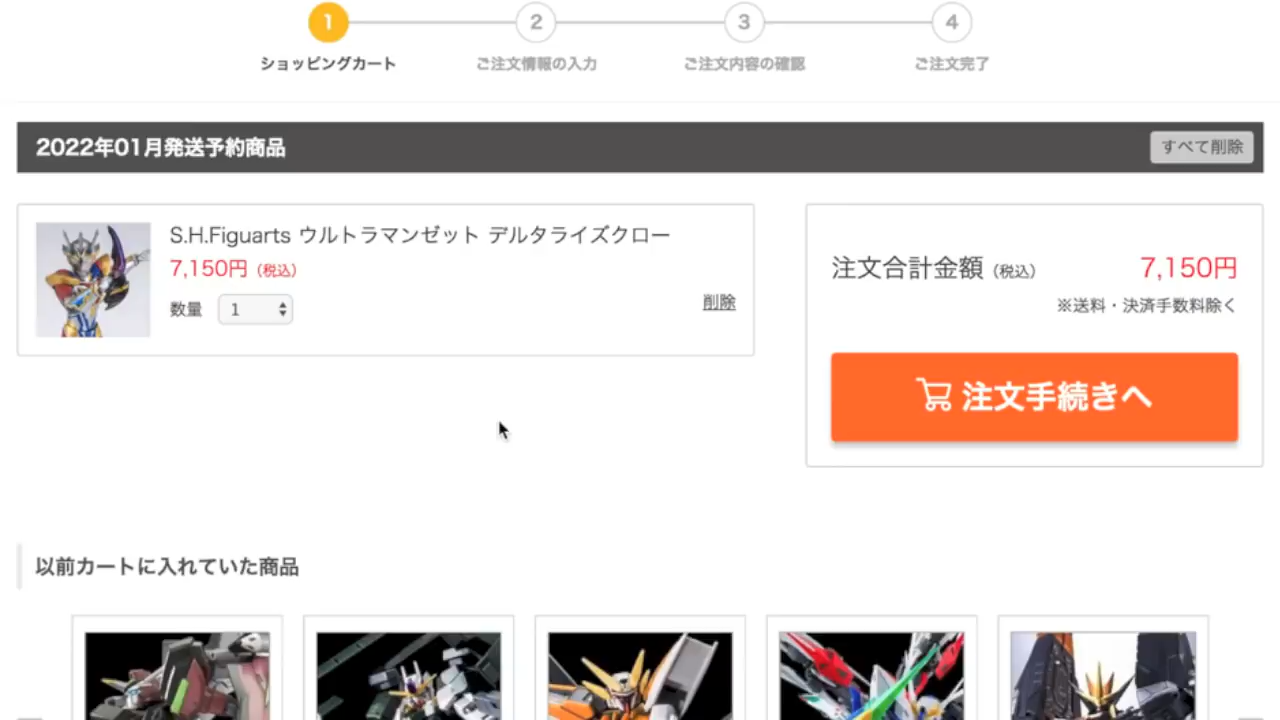 1
2
3
4
ショッピングカート
ご注文情報の入力
ご注文内容の確認
ご注文完了
2022年01月発送予約商品
すべて削除
S.H.Figuarts ウルトラマンゼット デルタライズクロー
7,150円 (税込)
数量 1
削除
注文合計金額 (税込) 7,150円
※送料・決済手数料除く
注文手続きへ
以前カートに入れていた商品